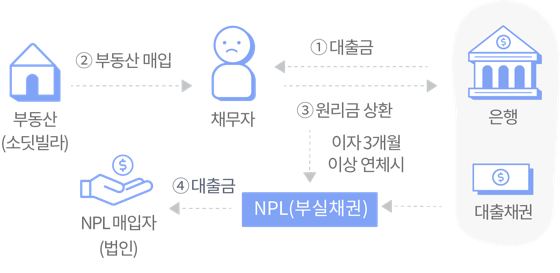 ① 대출금
② 부동산 매입
부동산
(소딧빌라)
채무자
③ 원리금 상환
은행
이자 3개월
이상 연체시
④ 대출금
NPL(부실채권)
대출채권
NPL 매입자
(법인)